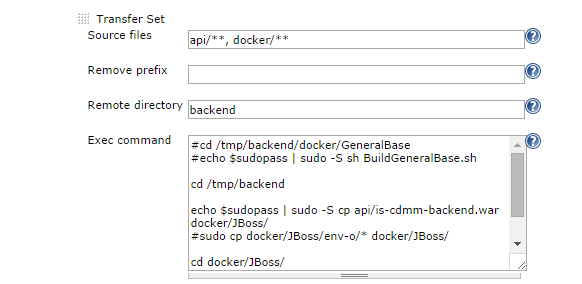 Transfer Set
Source files
api/**, docker/**
Remove prefix
Remote directory
backend
Exec command
#cd /tmp/backend/docker/GeneralBase
#echo $sudopass | sudo -S sh BuildGeneralBase.sh
cd /tmp/backend
echo $sudopass | sudo -S cp api/is-cdmm-backend.war
docker/JBoss/
#sudo cp docker/JBoss/env-o/* docker/JBoss/
cd docker/JBoss/